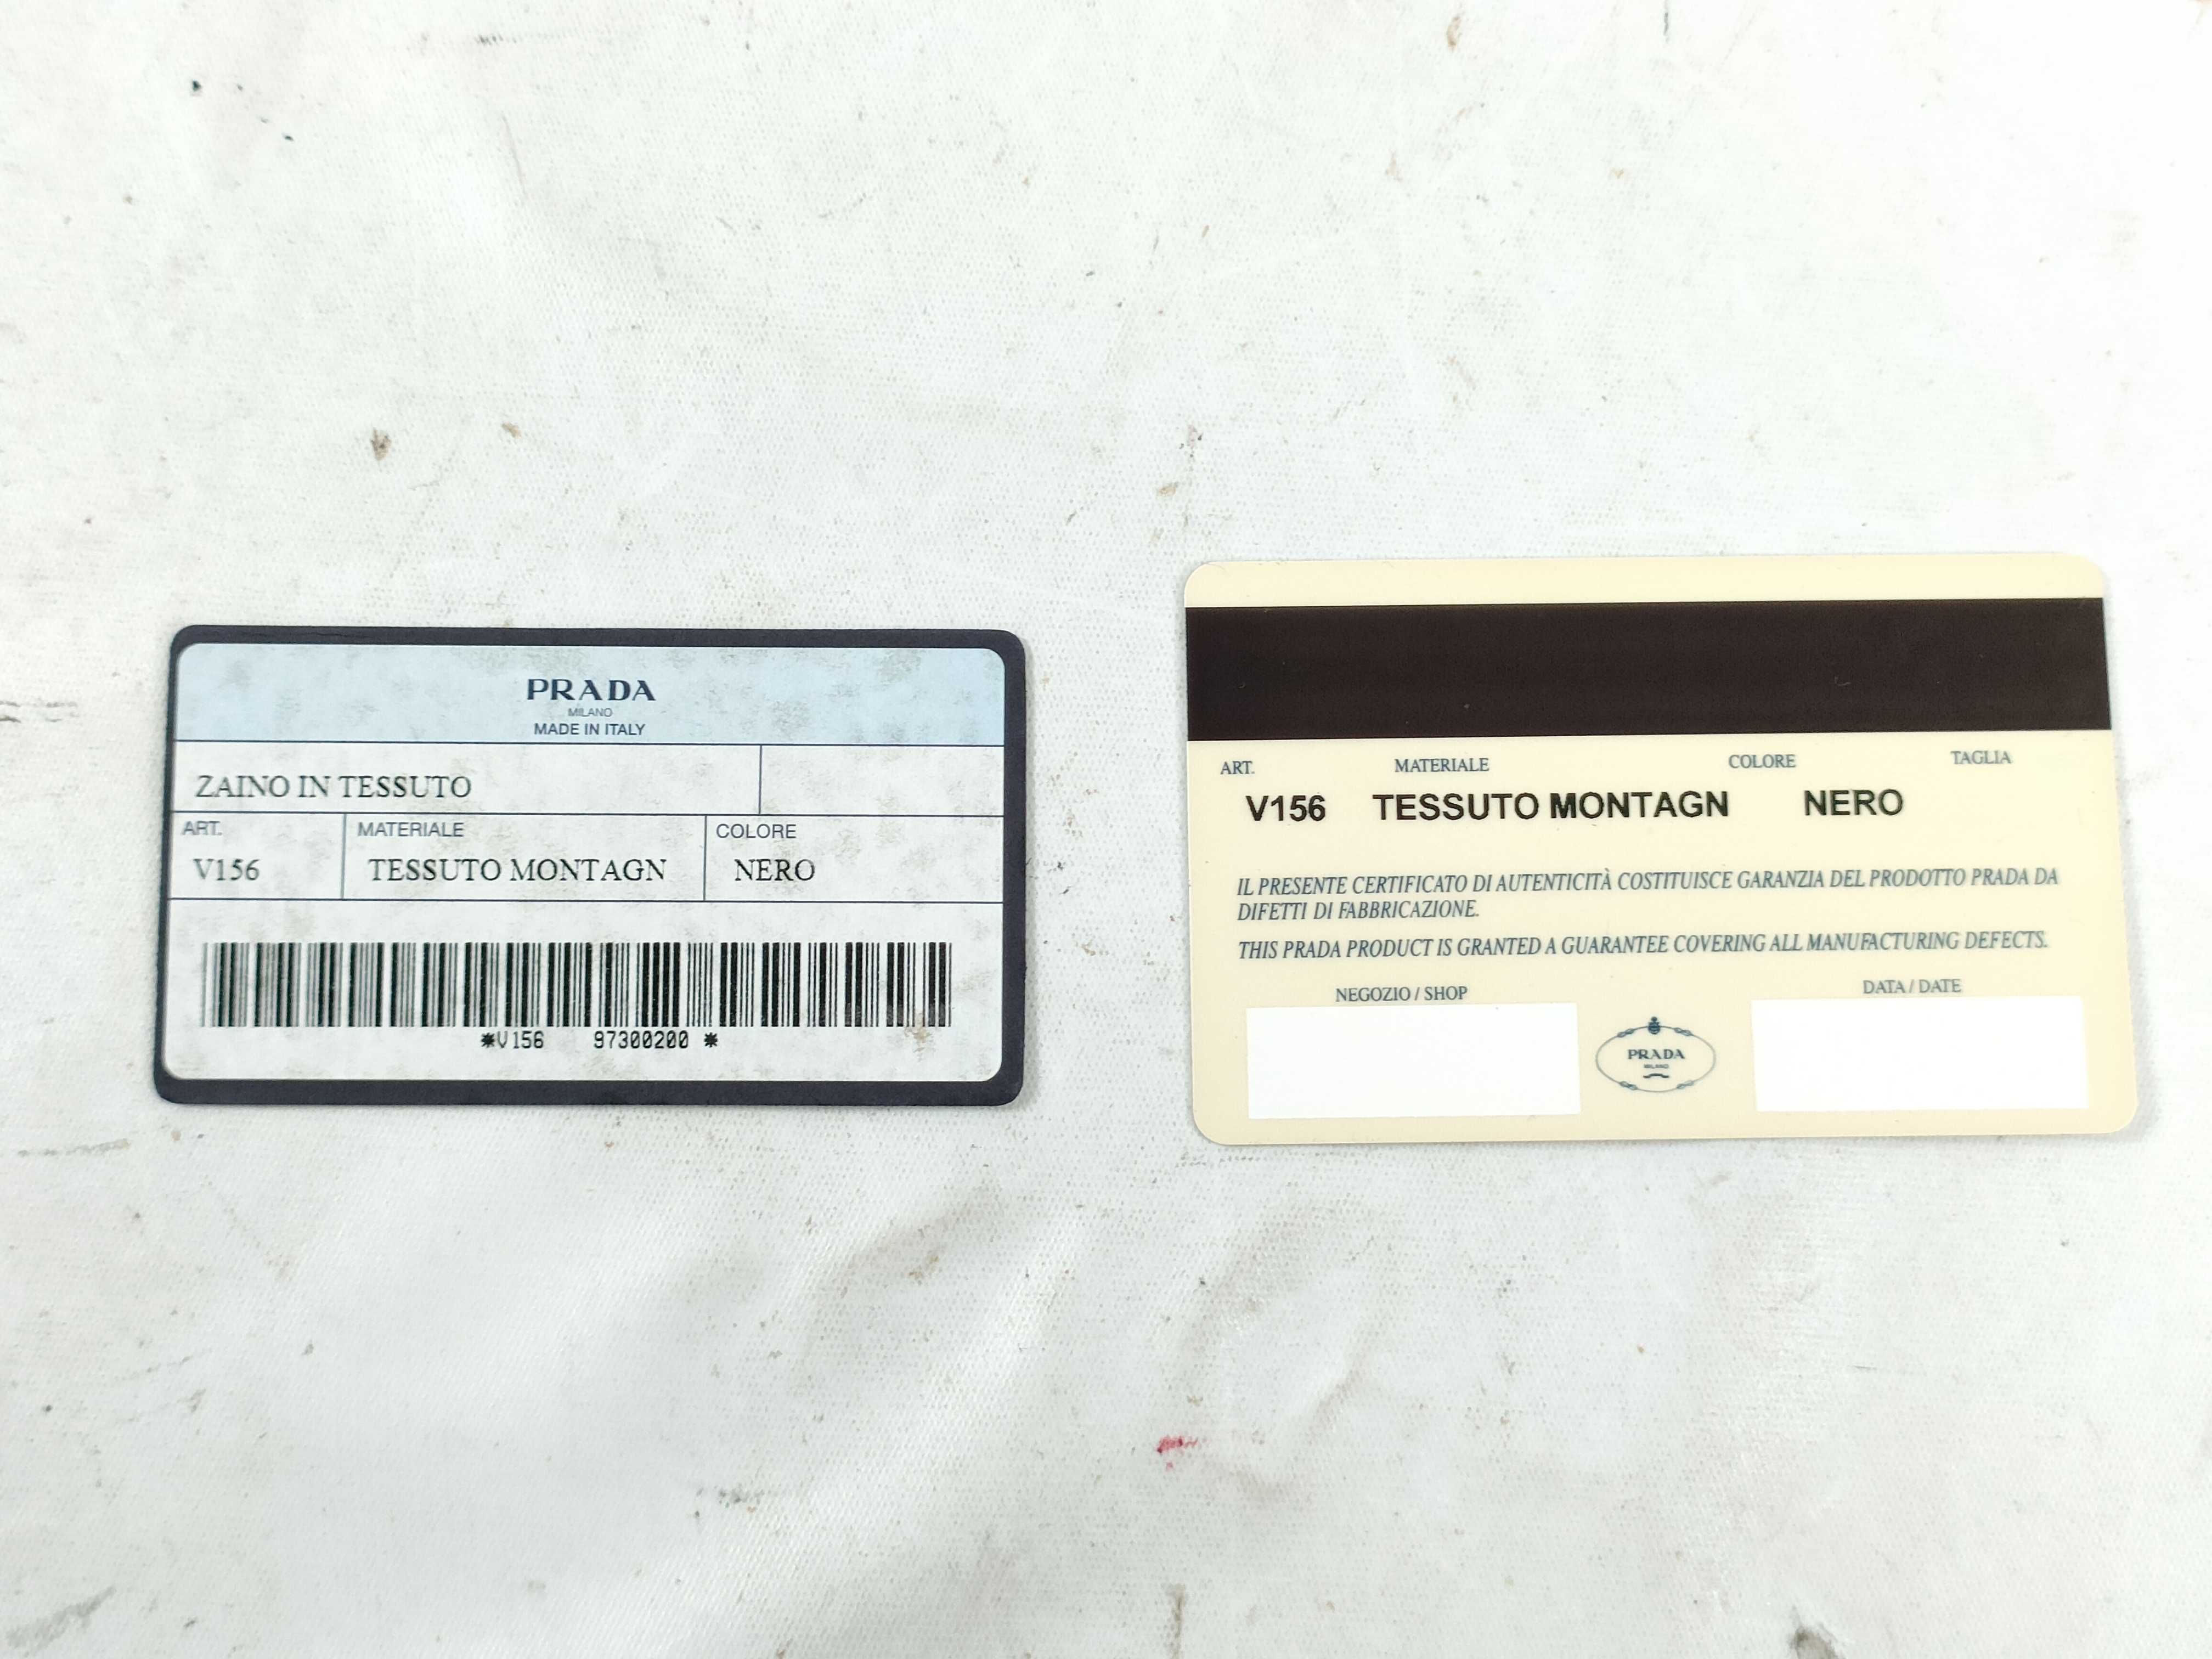 PRADA
MILANO
MADE IN ITALY
ZAINO IN TESSUTO
ART. MATERIALE COLORE
V156 TESSUTO MONTAGN NERO
*V156 97300200 *
ART. MATERIALE COLORE TAGLIA
V156 TESSUTO MONTAGN NERO
IL PRESENTE CERTIFICATO DI AUTENTICITÀ COSTITUISCE GARANZIA DEL PRODOTTO PRADA DA
DIFETTI DI FABBRICAZIONE.
THIS PRADA PRODUCT IS GRANTED A GUARANTEE COVERING ALL MANUFACTURING DEFECTS.
NEGOZIO / SHOP DATA / DATE
PRADA
MILANO